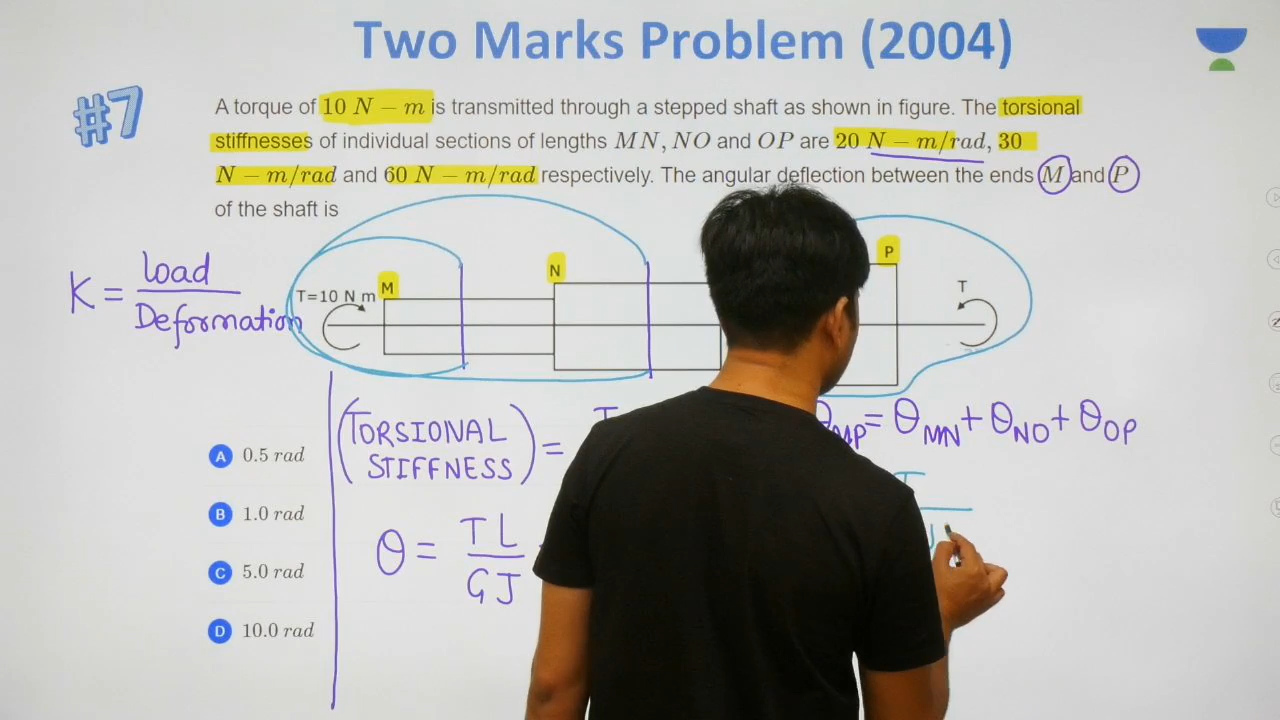 Two Marks Problem (2004)
#7
A torque of 10 N − m is transmitted through a stepped shaft as shown in figure. The torsional
stiffnesses of individual sections of lengths MN, NO and OP are 20 N − m/rad, 30
N − m/rad and 60 N − m/rad respectively. The angular deflection between the ends M and P
of the shaft is
K = load / Deformation
T=10 N m
M
N
P
T
A 0.5 rad
B 1.0 rad
C 5.0 rad
D 10.0 rad
(TORSIONAL STIFFNESS) = T
θ = TL / GJ
MP = θMN + θNO + θOP